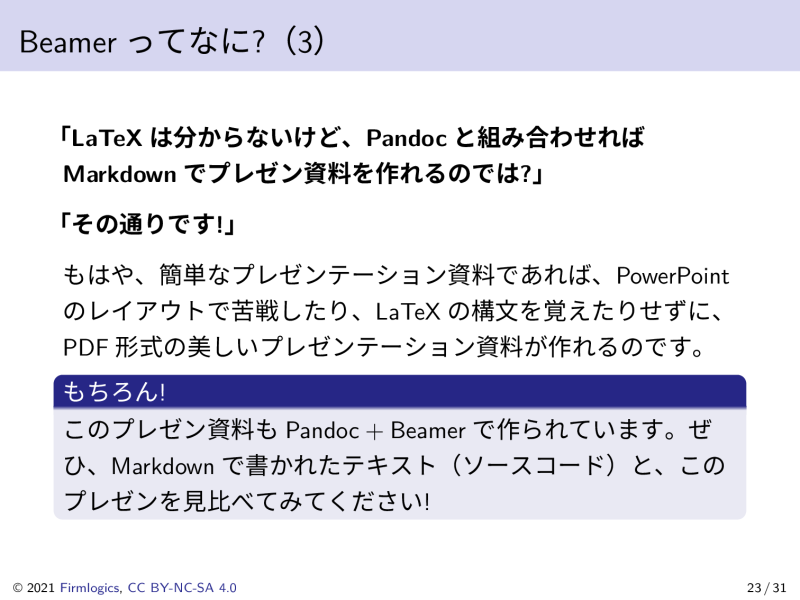 Beamer ってなに?（3）
「LaTeX は分からないけど、Pandoc と組み合わせれば
Markdown でプレゼン資料を作れるのでは?」
「その通りです!」
もはや、簡単なプレゼンテーション資料であれば、PowerPoint
のレイアウトで苦戦したり、LaTeX の構文を覚えたりせずに、
PDF 形式の美しいプレゼンテーション資料が作れるのです。
もちろん!
このプレゼン資料も Pandoc + Beamer で作られています。ぜ
ひ、Markdown で書かれたテキスト（ソースコード）と、この
プレゼンを見比べてみてください!
© 2021 Firmlogics, CC BY-NC-SA 4.0
23 / 31